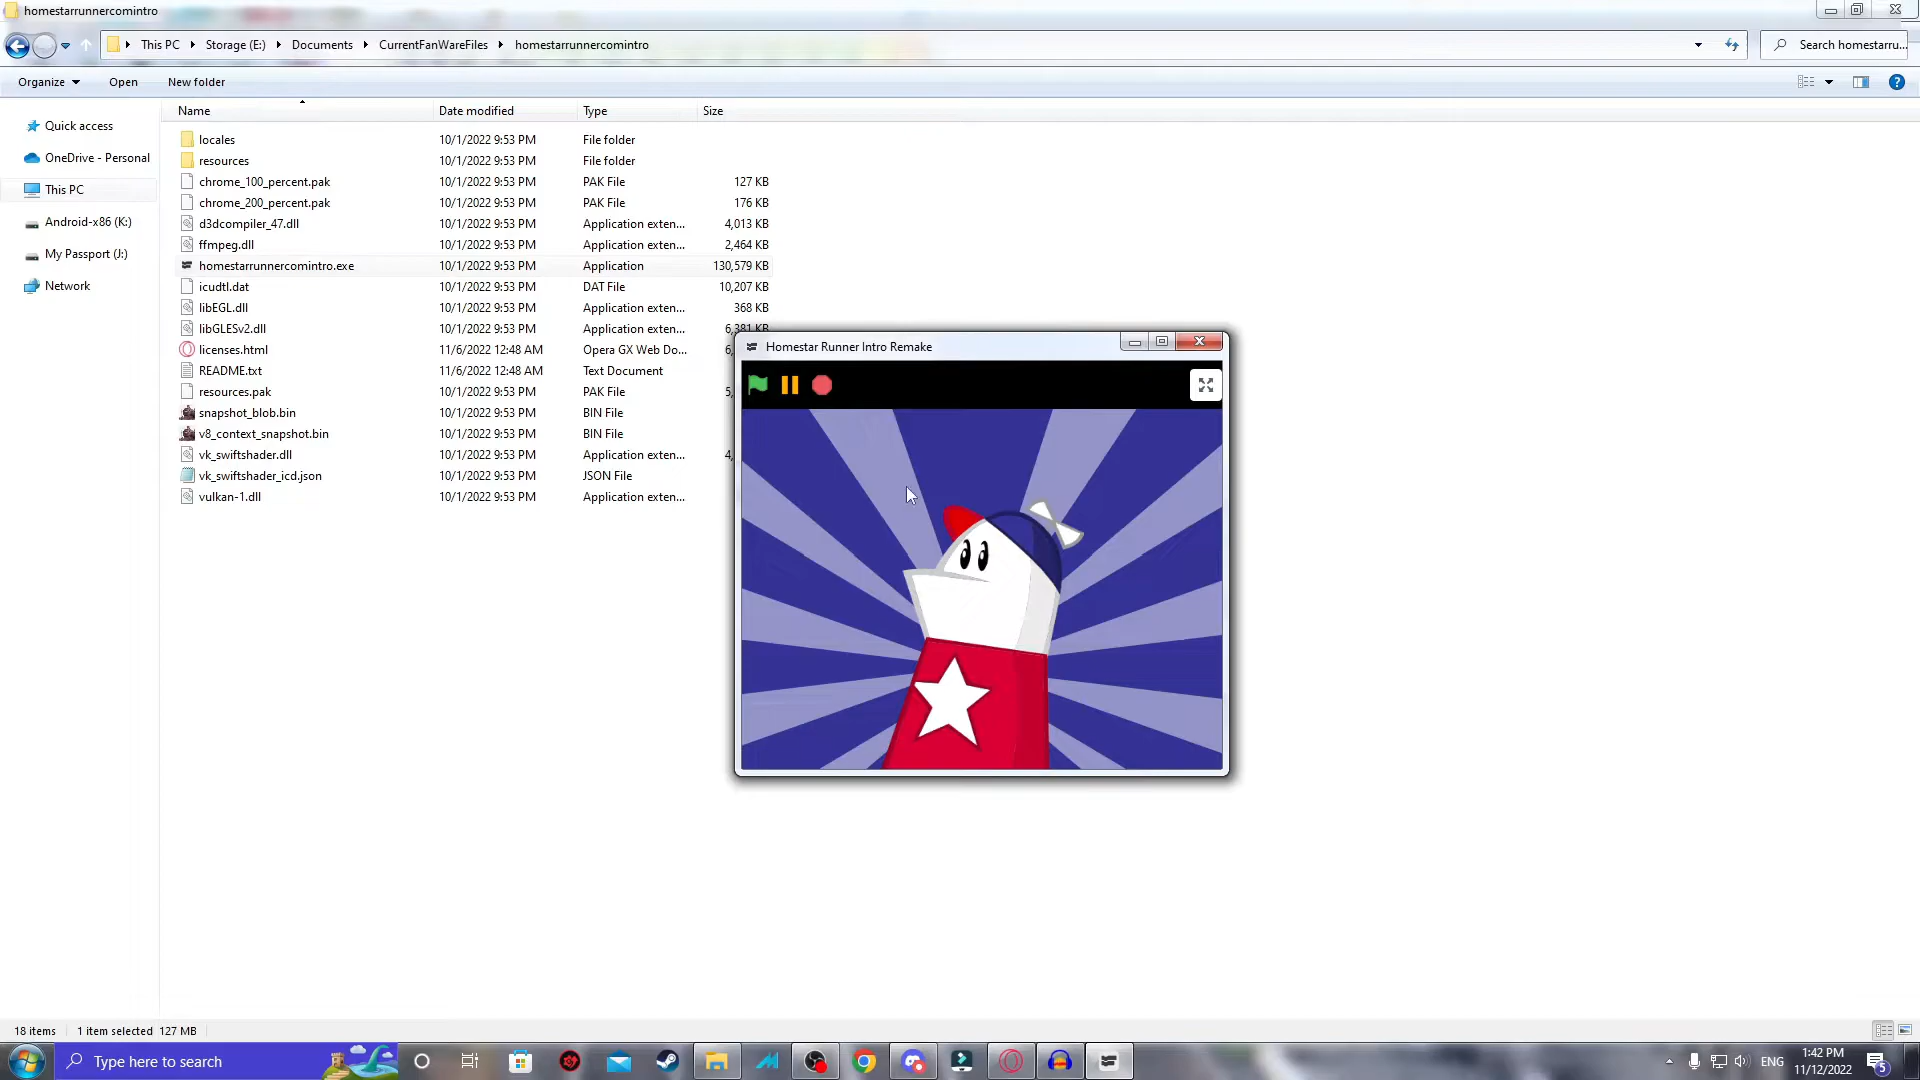 homestarrunnercomintro
This PC Storage (E:) Documents CurrentFanWareFiles homestarrunnercomintro
Search homestarru...
Organize Open New folder
Name Date modified Type Size
Quick access
OneDrive - Personal
This PC
Android-x86 (K:)
My Passport (J:)
Network
locales 10/1/2022 9:53 PM File folder
resources 10/1/2022 9:53 PM File folder
chrome_100_percent.pak 10/1/2022 9:53 PM PAK File 127 KB
chrome_200_percent.pak 10/1/2022 9:53 PM PAK File 176 KB
d3dcompiler_47.dll 10/1/2022 9:53 PM Application exten... 4,013 KB
ffmpeg.dll 10/1/2022 9:53 PM Application exten... 2,464 KB
homestarrunnercomintro.exe 10/1/2022 9:53 PM Application 130,579 KB
icudtl.dat 10/1/2022 9:53 PM DAT File 10,207 KB
libEGL.dll 10/1/2022 9:53 PM Application exten... 368 KB
libGLESv2.dll 10/1/2022 9:53 PM Application exten... 6,381 KB
licenses.html 11/6/2022 12:48 AM Opera GX Web Do... 6,
README.txt 11/6/2022 12:48 AM Text Document
resources.pak 10/1/2022 9:53 PM PAK File 5,
snapshot_blob.bin 10/1/2022 9:53 PM BIN File
v8_context_snapshot.bin 10/1/2022 9:53 PM BIN File
vk_swiftshader.dll 10/1/2022 9:53 PM Application exten... 4,
vk_swiftshader_icd.json 10/1/2022 9:53 PM JSON File
vulkan-1.dll 10/1/2022 9:53 PM Application exten...
Homestar Runner Intro Remake
18 items 1 item selected 127 MB
Type here to search
ENG
1:42 PM
11/12/2022
5